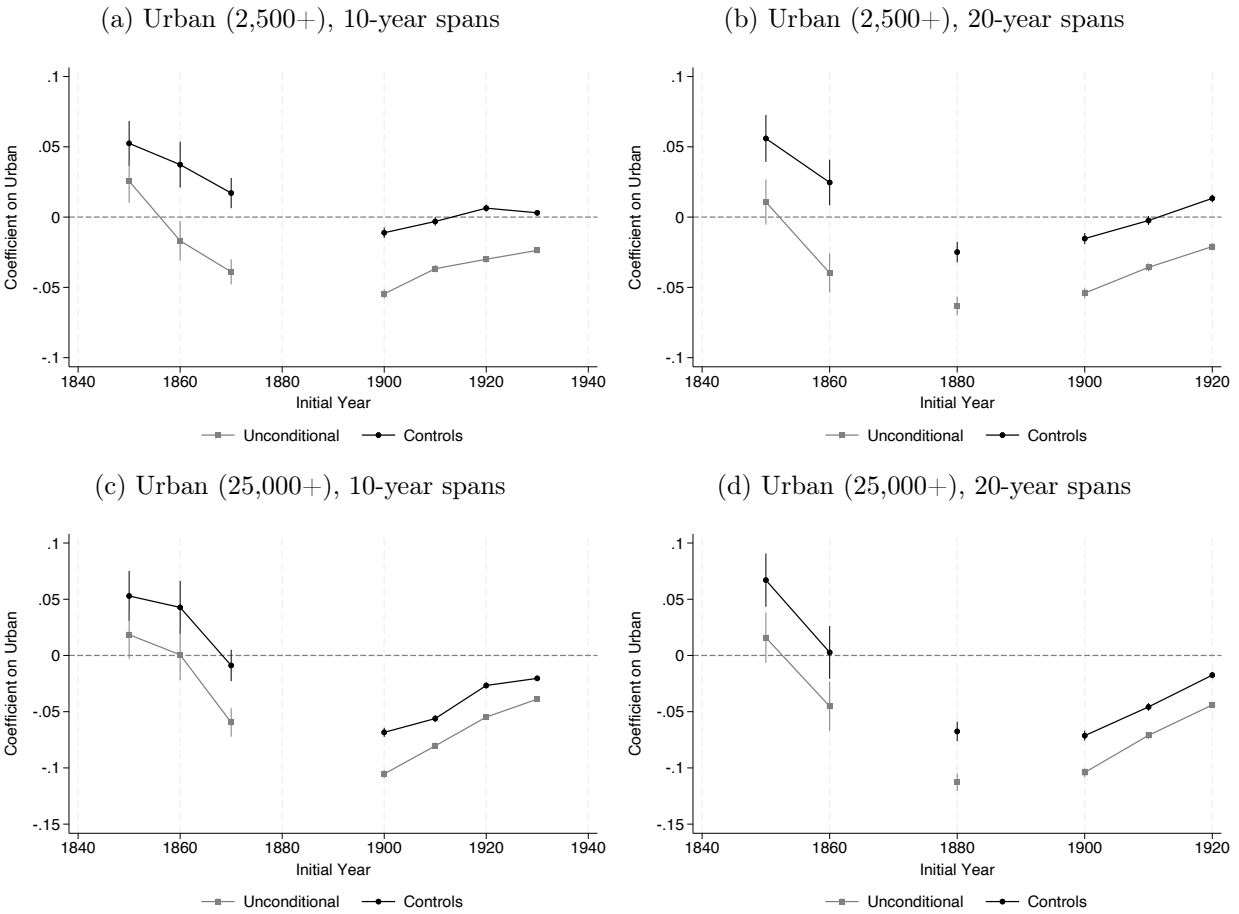 (a) Urban (2,500+), 10-year spans
.1
.05
0
-.05
-.1
Coefficient on Urban
1840 1860 1880 1900 1920 1940
Initial Year
Unconditional Controls
(b) Urban (2,500+), 20-year spans
.1
.05
0
-.05
-.1
Coefficient on Urban
1840 1860 1880 1900 1920
Initial Year
Unconditional Controls
(c) Urban (25,000+), 10-year spans
.1
.05
0
-.05
-.1
-.15
Coefficient on Urban
1840 1860 1880 1900 1920 1940
Initial Year
Unconditional Controls
(d) Urban (25,000+), 20-year spans
.1
.05
0
-.05
-.1
-.15
Coefficient on Urban
1840 1860 1880 1900 1920
Initial Year
Unconditional Controls